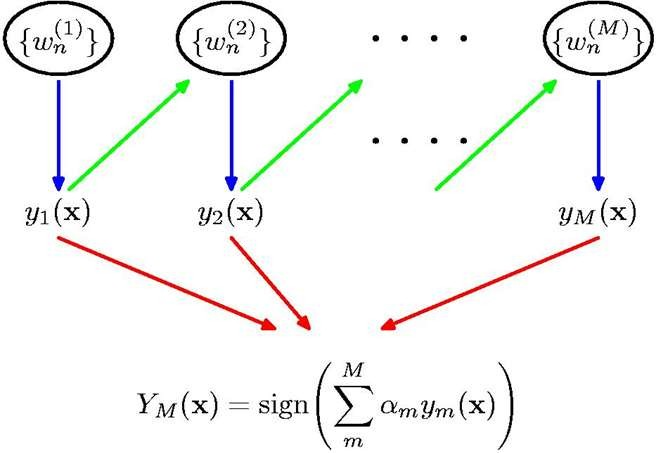 {w_n^{(1)}} {w_n^{(2)}} · · · · {w_n^{(M)}}
· · · ·
y_1(𝐱) y_2(𝐱) y_M(𝐱)
Y_M(𝐱) = sign(∑_m^M α_m y_m(𝐱))